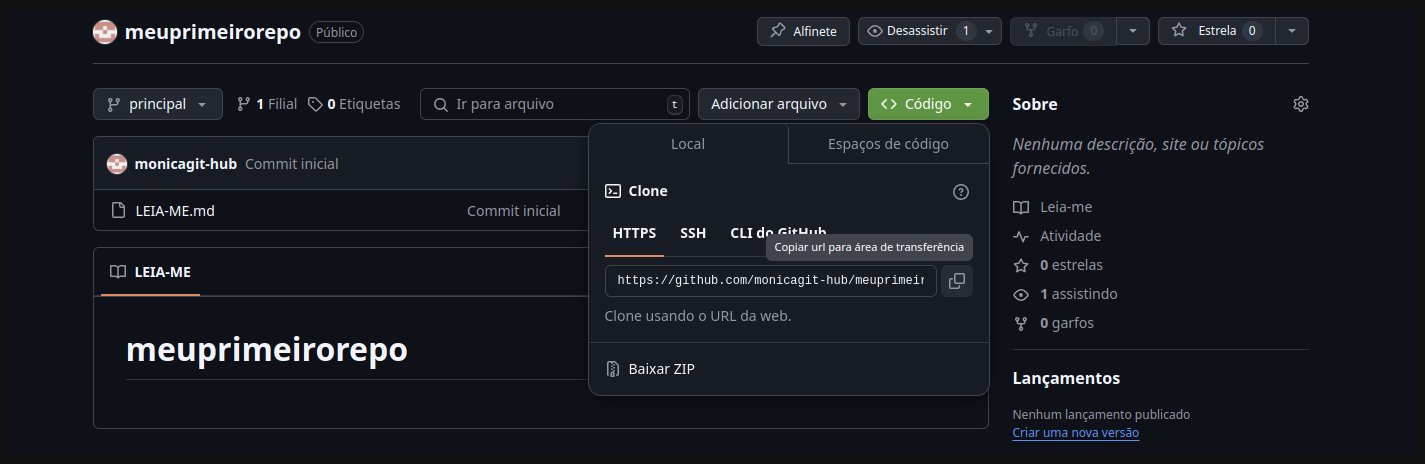 meuprimeirorepo Público Alfinete Desassistir 1 Garfo 0 Estrela 0
principal 1 Filial 0 Etiquetas Ir para arquivo t Adicionar arquivo Código
monicagit-hub Commit inicial
LEIA-ME.md Commit inicial
LEIA-ME
meuprimeirorepo
Local Espaços de código
Clone
HTTPS SSH CLI do GitHub
Copiar url para área de transferência
https://github.com/monicagit-hub/meuprimeir
Clone usando o URL da web.
Baixar ZIP
Sobre
Nenhuma descrição, site ou tópicos
fornecidos.
Leia-me
Atividade
0 estrelas
1 assistindo
0 garfos
Lançamentos
Nenhum lançamento publicado
Criar uma nova versão